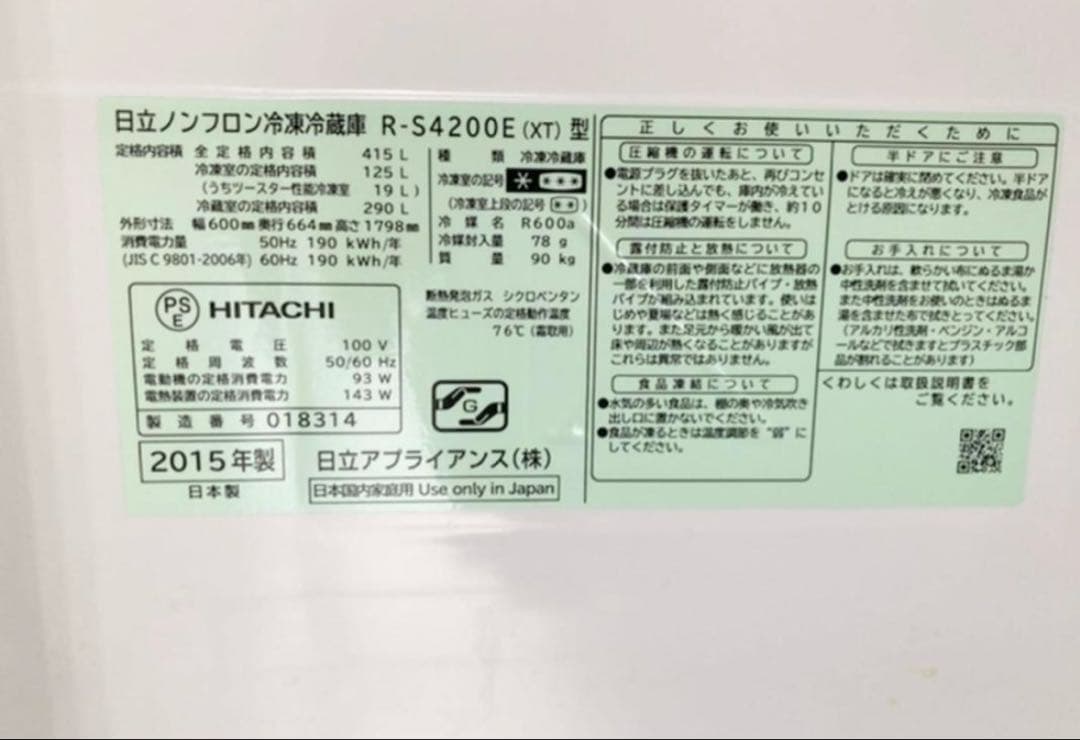 日立ノンフロン冷凍冷蔵庫 R-S4200E(XT)型
定格内容積 全定格内容積 415 L
冷凍室の定格内容積 125 L
(うちツースター性能冷凍室 19 L)
冷蔵室の定格内容積 290 L
外形寸法 幅600mm奥行664mm高さ1798mm
消費電力量 50Hz 190 kWh/年
(JIS C 9801-2006年) 60Hz 190 kWh/年
種類 冷凍冷蔵庫
冷凍室の記号
(冷凍室上段の記号)
冷媒名 R600a
冷媒封入量 78 g
質量 90 kg
断熱発泡ガス シクロペンタン
温度ヒューズの定格動作温度
76℃(霜取用)
PS
E
HITACHI
定格電圧 100 V
定格周波数 50/60 Hz
電動機の定格消費電力 93 W
電熱装置の定格消費電力 143 W
製造番号 018314
G
2015年製
日本製
日立アプライアンス(株)
日本国内家庭用 Use only in Japan
正しくお使いいただくために
圧縮機の運転について
●電源プラグを抜いたあと、再びコンセ
ントに差し込んでも、庫内が冷えてい
る場合は保護タイマーが働き、約10
分間は圧縮機の運転をしません。
露付防止と放熱について
●冷蔵庫の前面や側面などに放熱器の
一部を利用した露付防止パイプ・放熱
パイプが組み込まれています。使いは
じめや夏場などは熱く感じることがあ
ります。また足元から暖かい風が出て
床や周辺が熱くなることがありますが
これらは異常ではありません。
食品凍結について
●水気の多い食品は、棚の奥や冷気吹き
出し口に置かないでください。
●食品が凍るときは温度調節を“弱”に
してください。
半ドアにご注意
●ドアは確実に閉めてください。半ドア
になると冷えが悪くなり、冷凍食品が
とける原因になります。
お手入れについて
●お手入れは、軟らかい布にぬるま湯か
中性洗剤を含ませて拭いてください。
また中性洗剤をお使いのときはぬるま
湯を含ませた布で拭きとってください。
(アルカリ性洗剤・ベンジン・アルコ
ールなどで拭きますとプラスチック部
品が割れることがあります)
くわしくは取扱説明書を
ご覧ください。